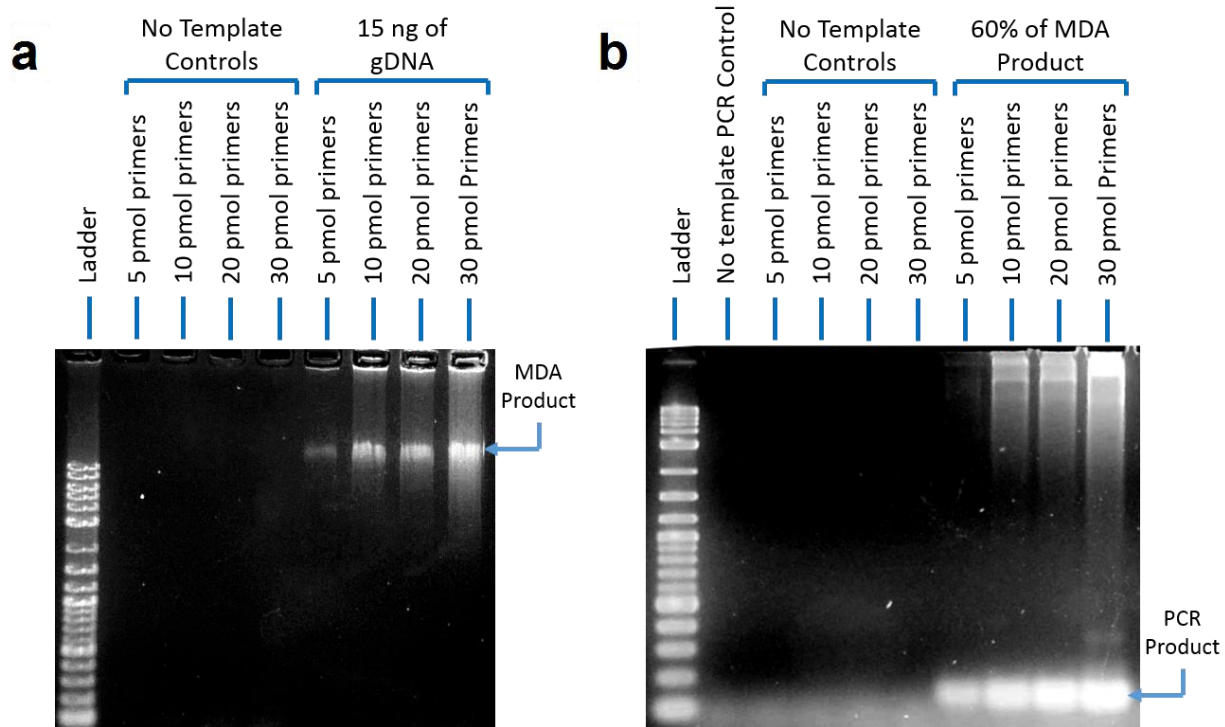 a
No Template
Controls
15 ng of
gDNA
Ladder
5 pmol primers
10 pmol primers
20 pmol primers
30 pmol primers
5 pmol primers
10 pmol primers
20 pmol primers
30 pmol Primers
MDA
Product
b
No Template
Controls
60% of MDA
Product
Ladder
No template PCR Control
5 pmol primers
10 pmol primers
20 pmol primers
30 pmol primers
5 pmol primers
10 pmol primers
20 pmol primers
30 pmol Primers
PCR
Product